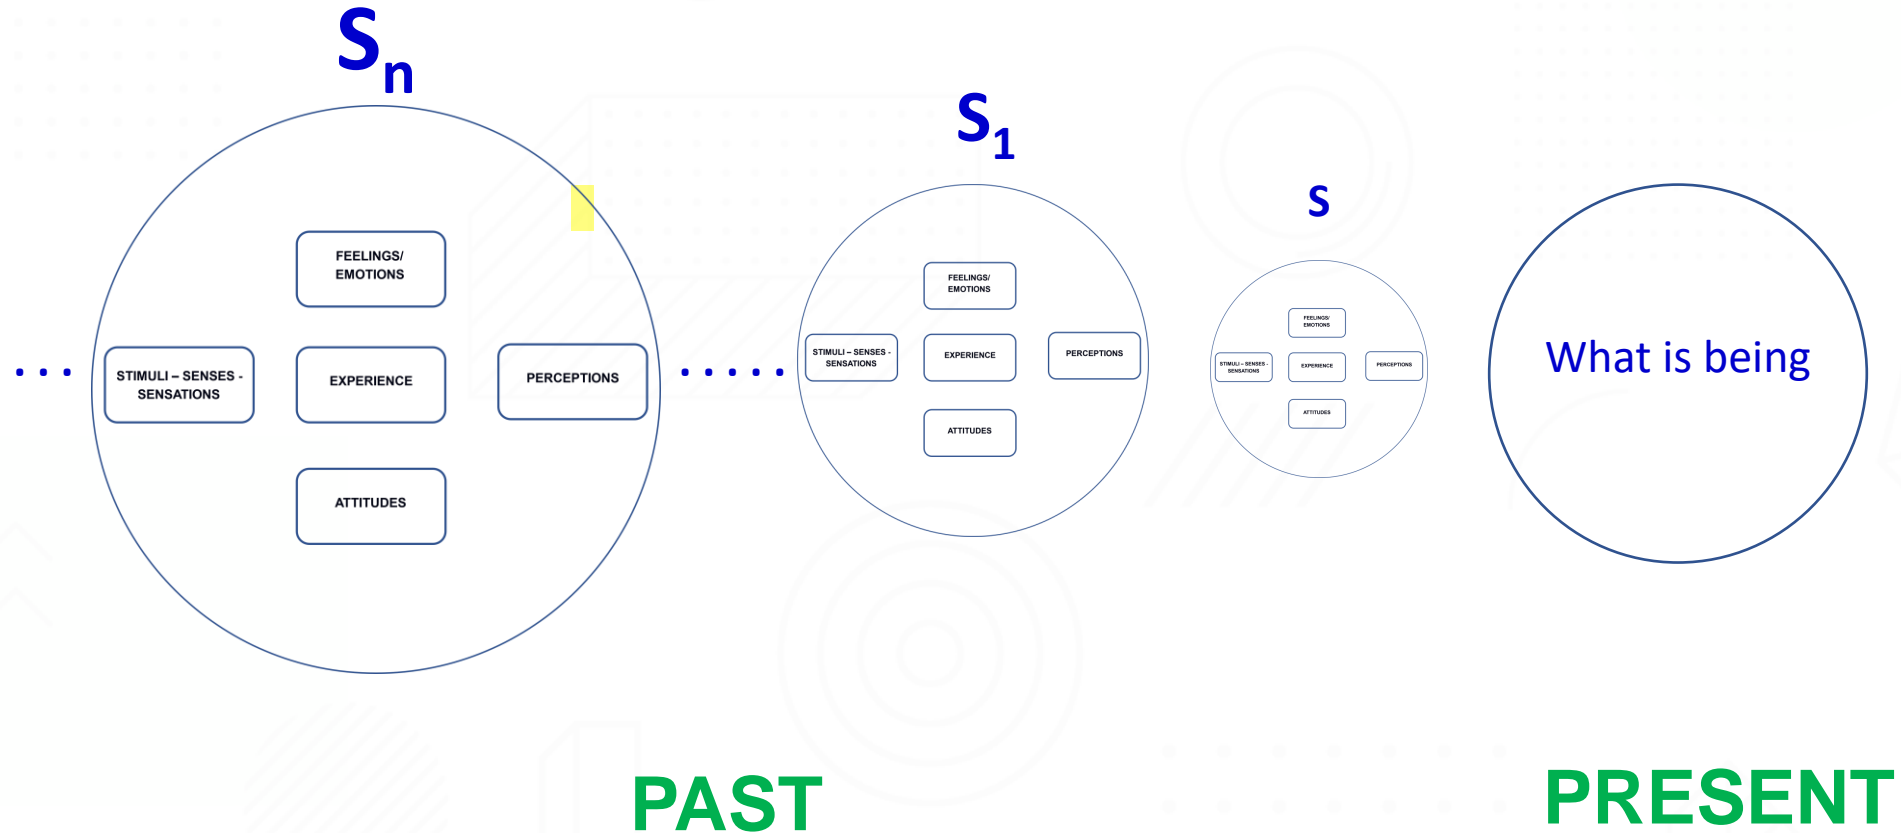 Sn
FEELINGS/
EMOTIONS
STIMULI – SENSES -
SENSATIONS
EXPERIENCE
PERCEPTIONS
ATTITUDES
. . .
. . . . .
S1
FEELINGS/
EMOTIONS
STIMULI – SENSES -
SENSATIONS
EXPERIENCE
PERCEPTIONS
ATTITUDES
S
FEELINGS/
EMOTIONS
STIMULI – SENSES -
SENSATIONS
EXPERIENCE
PERCEPTIONS
ATTITUDES
What is being
PAST
PRESENT